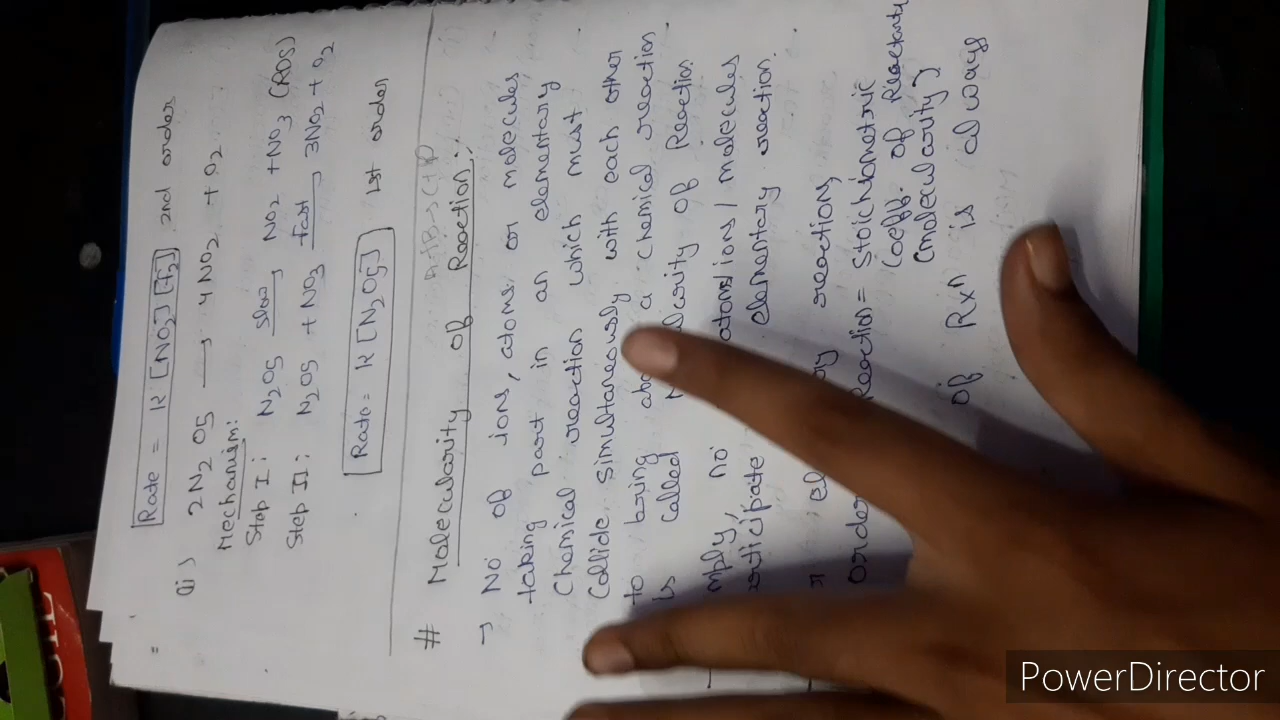 Rate = K [NO2] [F2] 2nd order
(ii) 2N2O5 → 4NO2 + O2
Mechanism:
Step I: N2O5 slow → NO2 + NO3 (RDS)
Step II: N2O5 + NO3 fast → 3NO2 + O2
Rate = K [N2O5] 1st order
# Molecularity of Reaction:
→ No of ions, atoms or molecules
taking part in an elementary
Chemical reaction which must
Collide simultaneously with each other
to bring a chemical reaction
is called of Reaction.
mply, no atoms/ions/molecules
rticipate elementary reaction.
reactions,
Order Reaction = Stoichiometric
Coeff. of Reactants
(molecularity)
of Rxn is always
PowerDirector